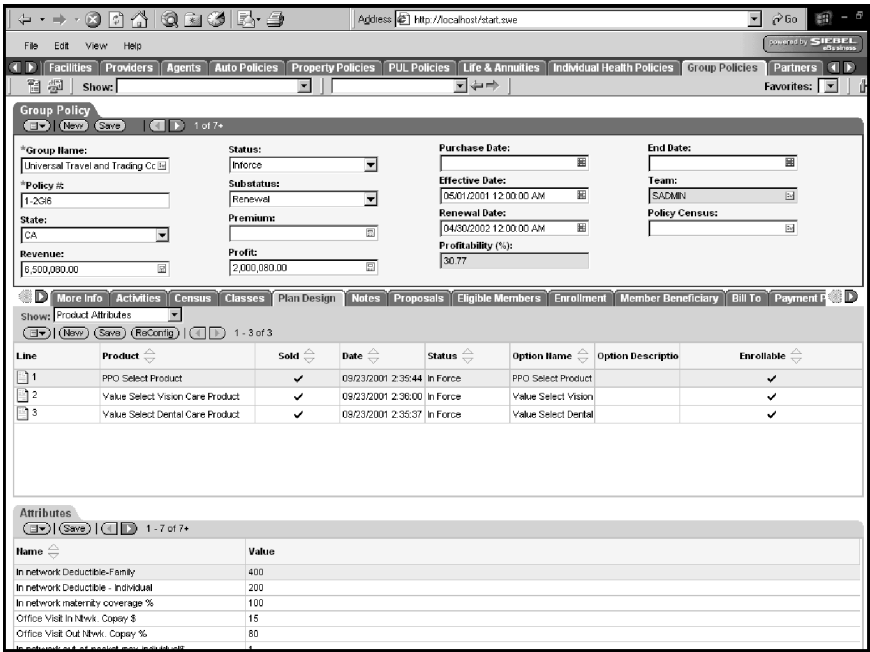 Address http://localhost/start.swe Go
File Edit View Help powered by SIEBEL eBusiness
Facilities Providers Agents Auto Policies Property Policies PUL Policies Life & Annuities Individual Health Policies Group Policies Partners
Show: Favorites:
Group Policy
New Save 1 of 7+
*Group Name: Status: Purchase Date: End Date:
Universal Travel and Trading Cc Inforce
*Policy #: Substatus: Effective Date: Team:
1-2GI6 Renewal 05/01/2001 12:00:00 AM SADMIN
State: Premium: Renewal Date: Policy Census:
CA 04/30/2002 12:00:00 AM
Revenue: Profit: Profitability (%):
6,500,080.00 2,000,080.00 30.77
More Info Activities Census Classes Plan Design Notes Proposals Eligible Members Enrollment Member Beneficiary Bill To Payment P
Show: Product Attributes
New Save ReConfig 1 - 3 of 3
Line Product Sold Date Status Option Name Option Descriptio Enrollable
1 PPO Select Product ✓ 09/23/2001 2:35:44 In Force PPO Select Product ✓
2 Value Select Vision Care Product ✓ 09/23/2001 2:36:00 In Force Value Select Vision ✓
3 Value Select Dental Care Product ✓ 09/23/2001 2:35:37 In Force Value Select Dental ✓
Attributes
Save 1 - 7 of 7+
Name Value
In network Deductible-Family 400
In network Deductible - Individual 200
In network maternity coverage % 100
Office Visit In Ntwk. Copay $ 15
Office Visit Out Ntwk. Copay % 80